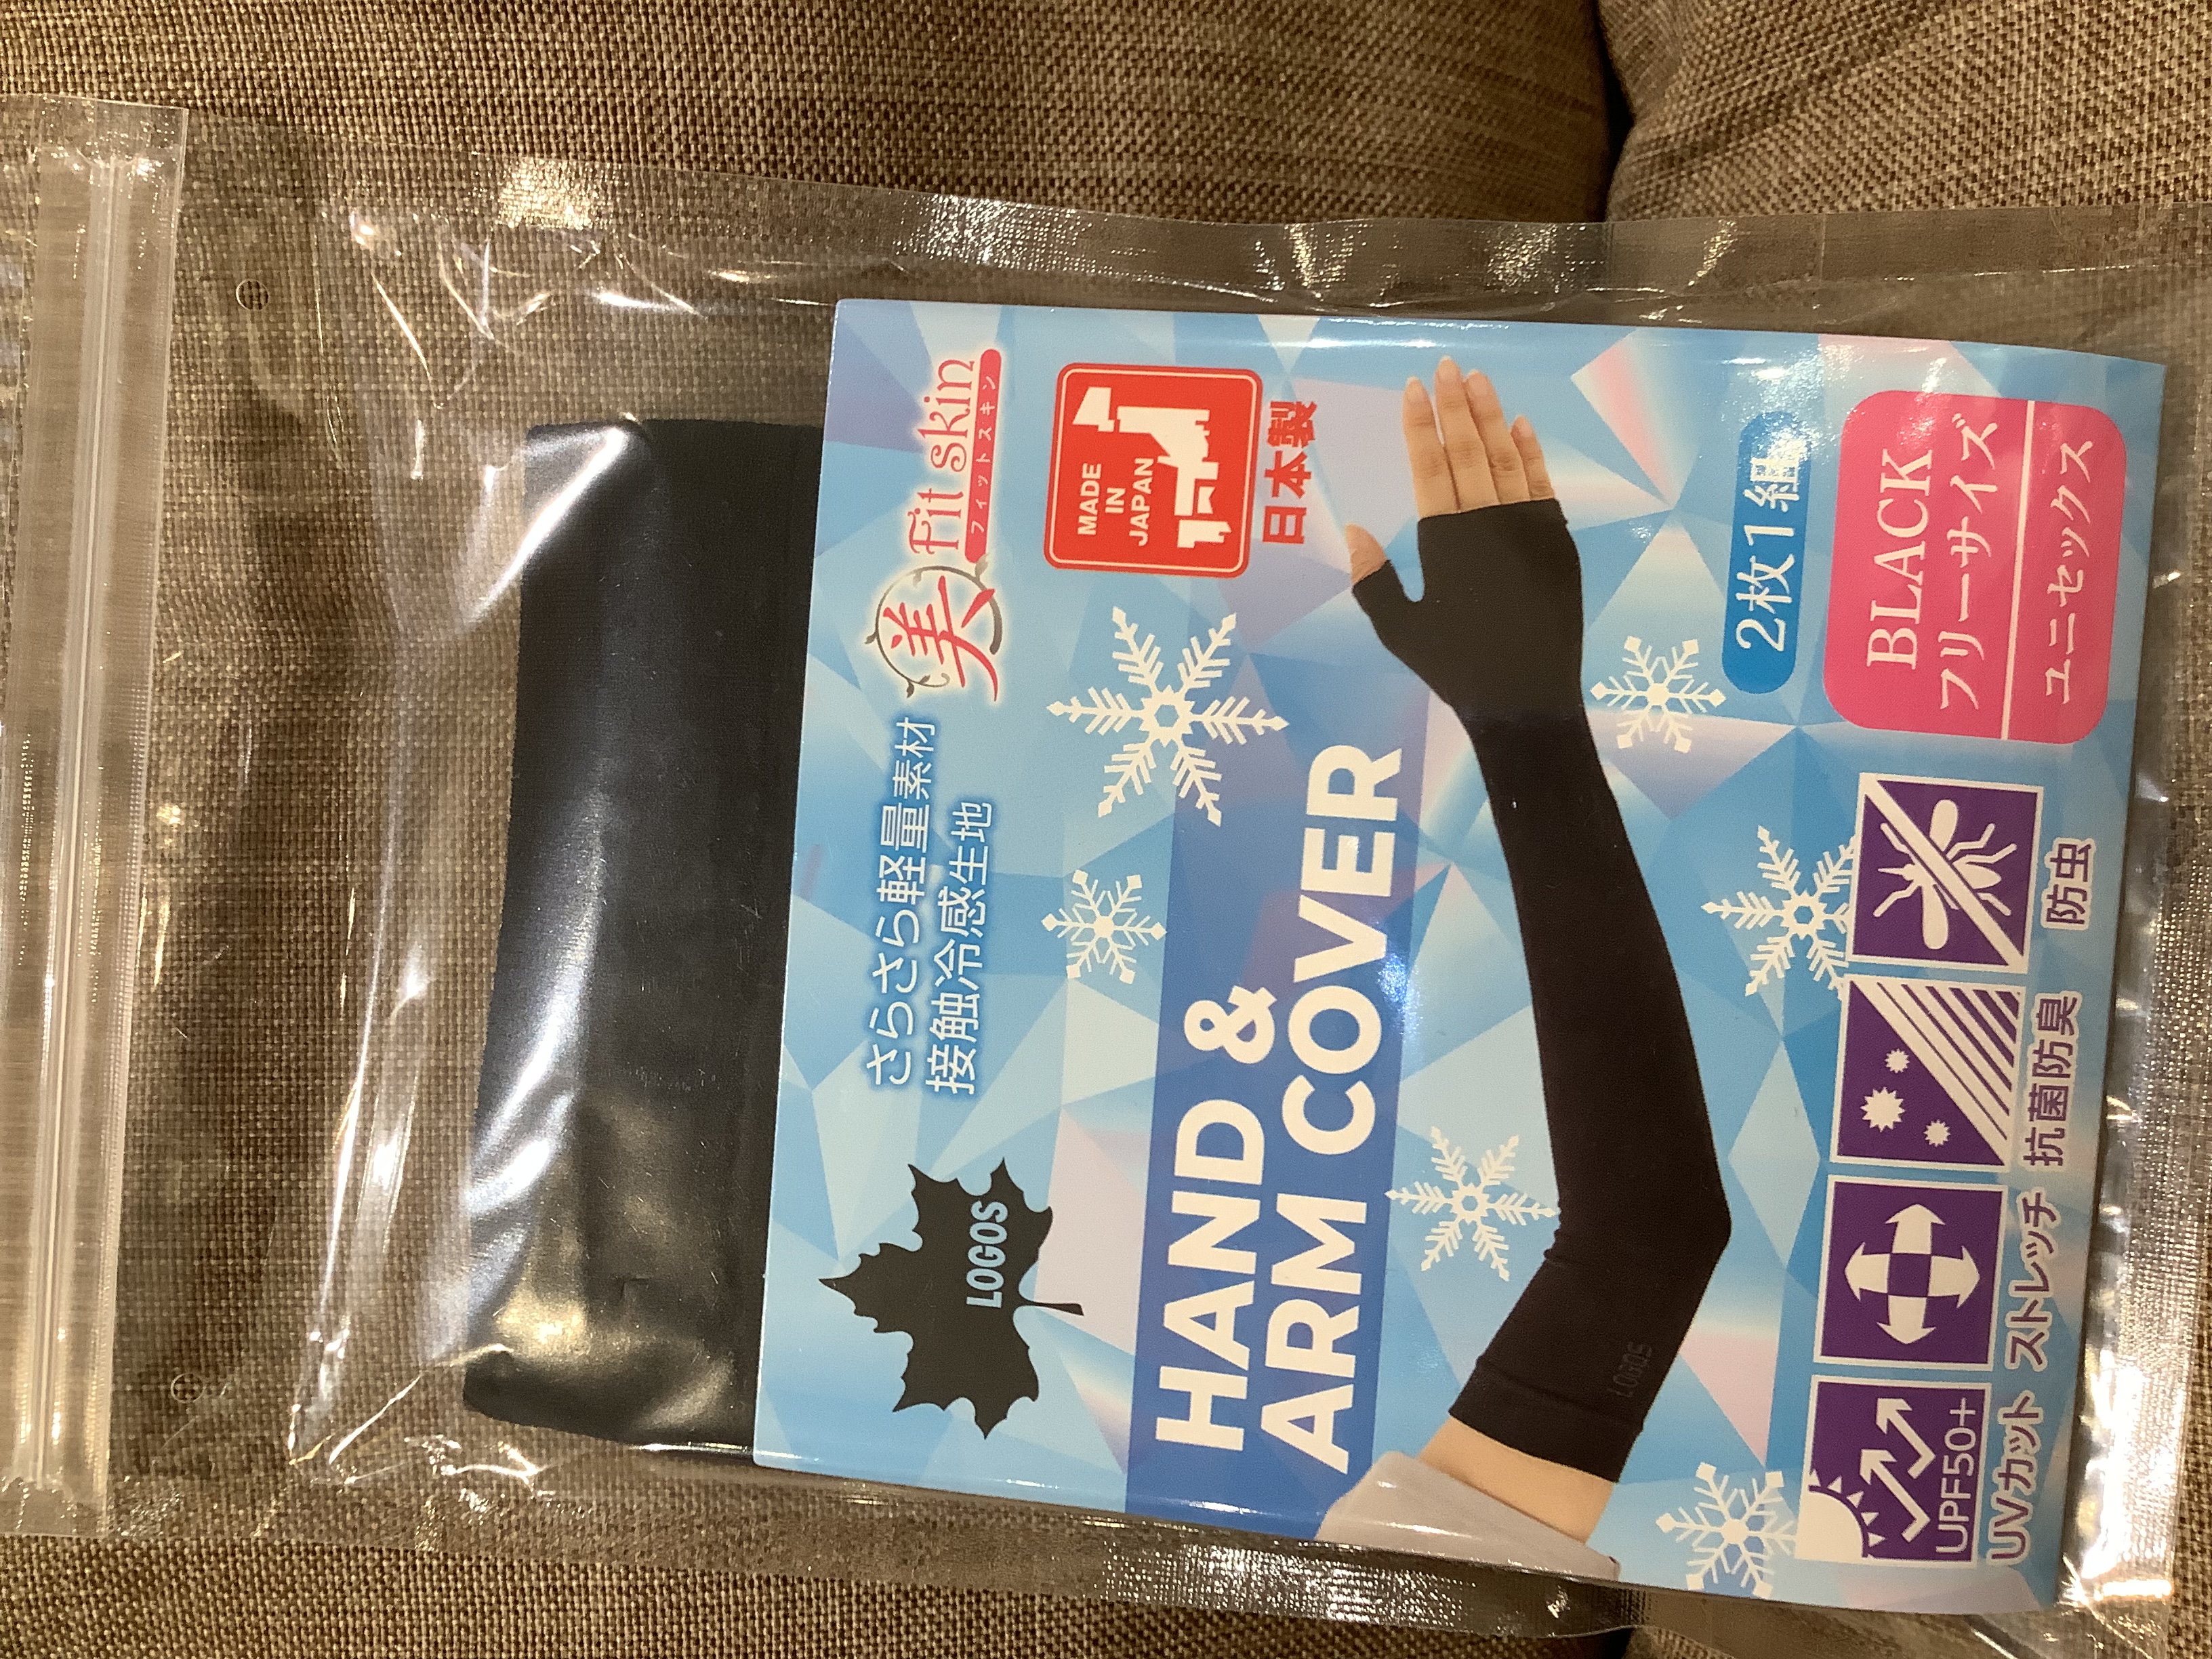 LOGOS
さらさら軽量素材
接触冷感生地
美 Fit skin
フィットスキン
MADE
IN
JAPAN
日本製
HAND &
ARM COVER
LOGOS
2枚1組
UPF50+
UVカット
ストレッチ
抗菌防臭
防虫
BLACK
フリーサイズ
ユニセックス